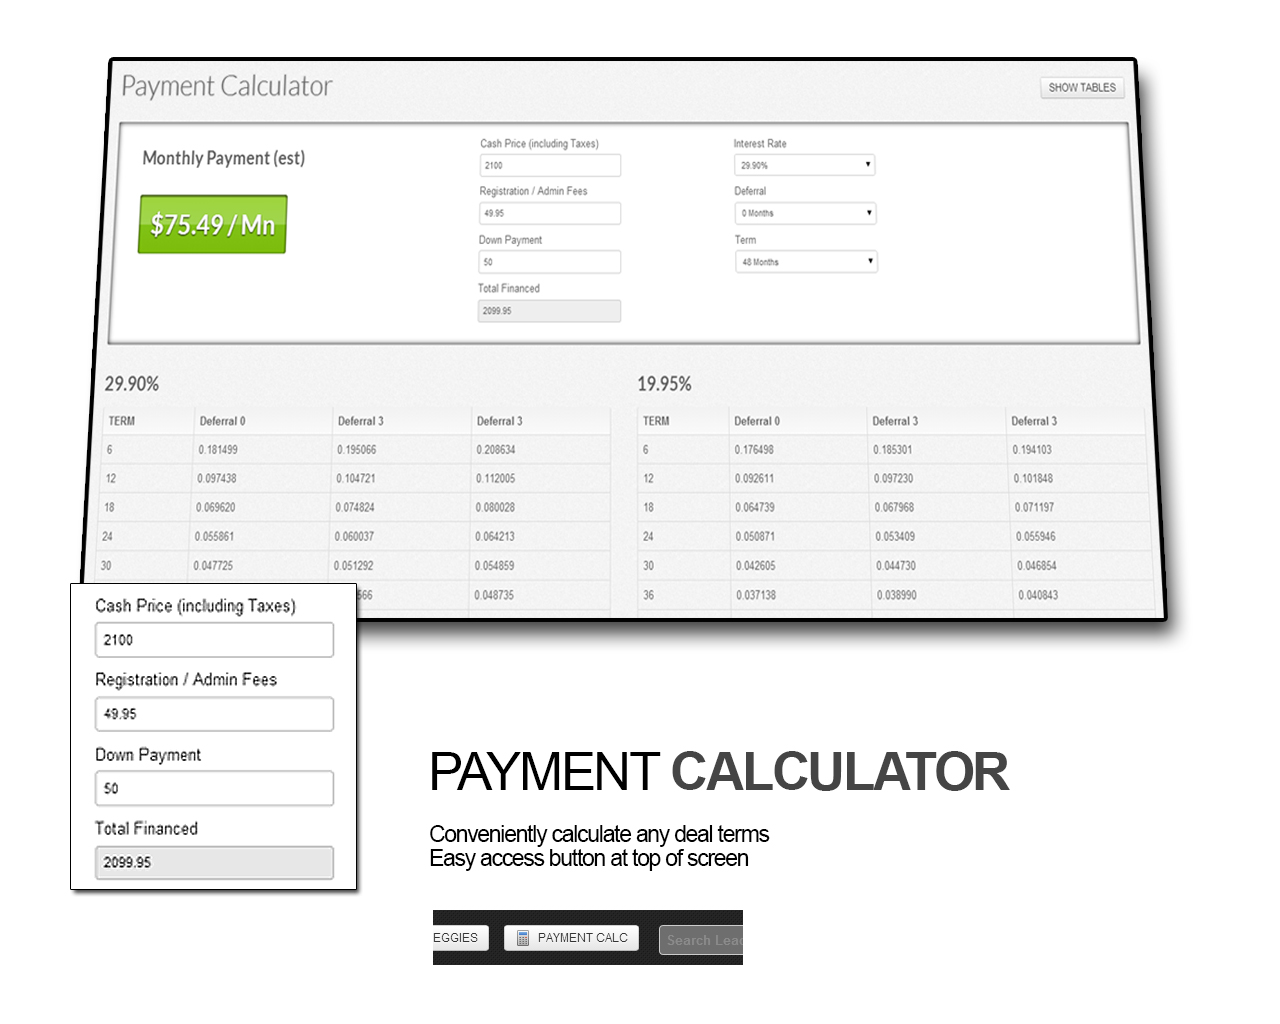 Payment Calculator
SHOW TABLES
Monthly Payment (est)
$75.49 / Mn
Cash Price (including Taxes)
2100
Registration / Admin Fees
49.95
Down Payment
50
Total Financed
2099.95
Interest Rate
29.90%
Deferral
0 Months
Term
48 Months
29.90%
TERM Deferral 0 Deferral 3 Deferral 3
6 0.181499 0.195066 0.208634
12 0.097438 0.104721 0.112005
18 0.069620 0.074824 0.080028
24 0.055861 0.060037 0.064213
30 0.047725 0.051292 0.054859
566 0.048735
19.95%
TERM Deferral 0 Deferral 3 Deferral 3
6 0.176498 0.185301 0.194103
12 0.092611 0.097230 0.101848
18 0.064739 0.067968 0.071197
24 0.050871 0.053409 0.055946
30 0.042605 0.044730 0.046854
36 0.037138 0.038990 0.040843
Cash Price (including Taxes)
2100
Registration / Admin Fees
49.95
Down Payment
50
Total Financed
2099.95
PAYMENT CALCULATOR
Conveniently calculate any deal terms
Easy access button at top of screen
EGGIES PAYMENT CALC Search Lead